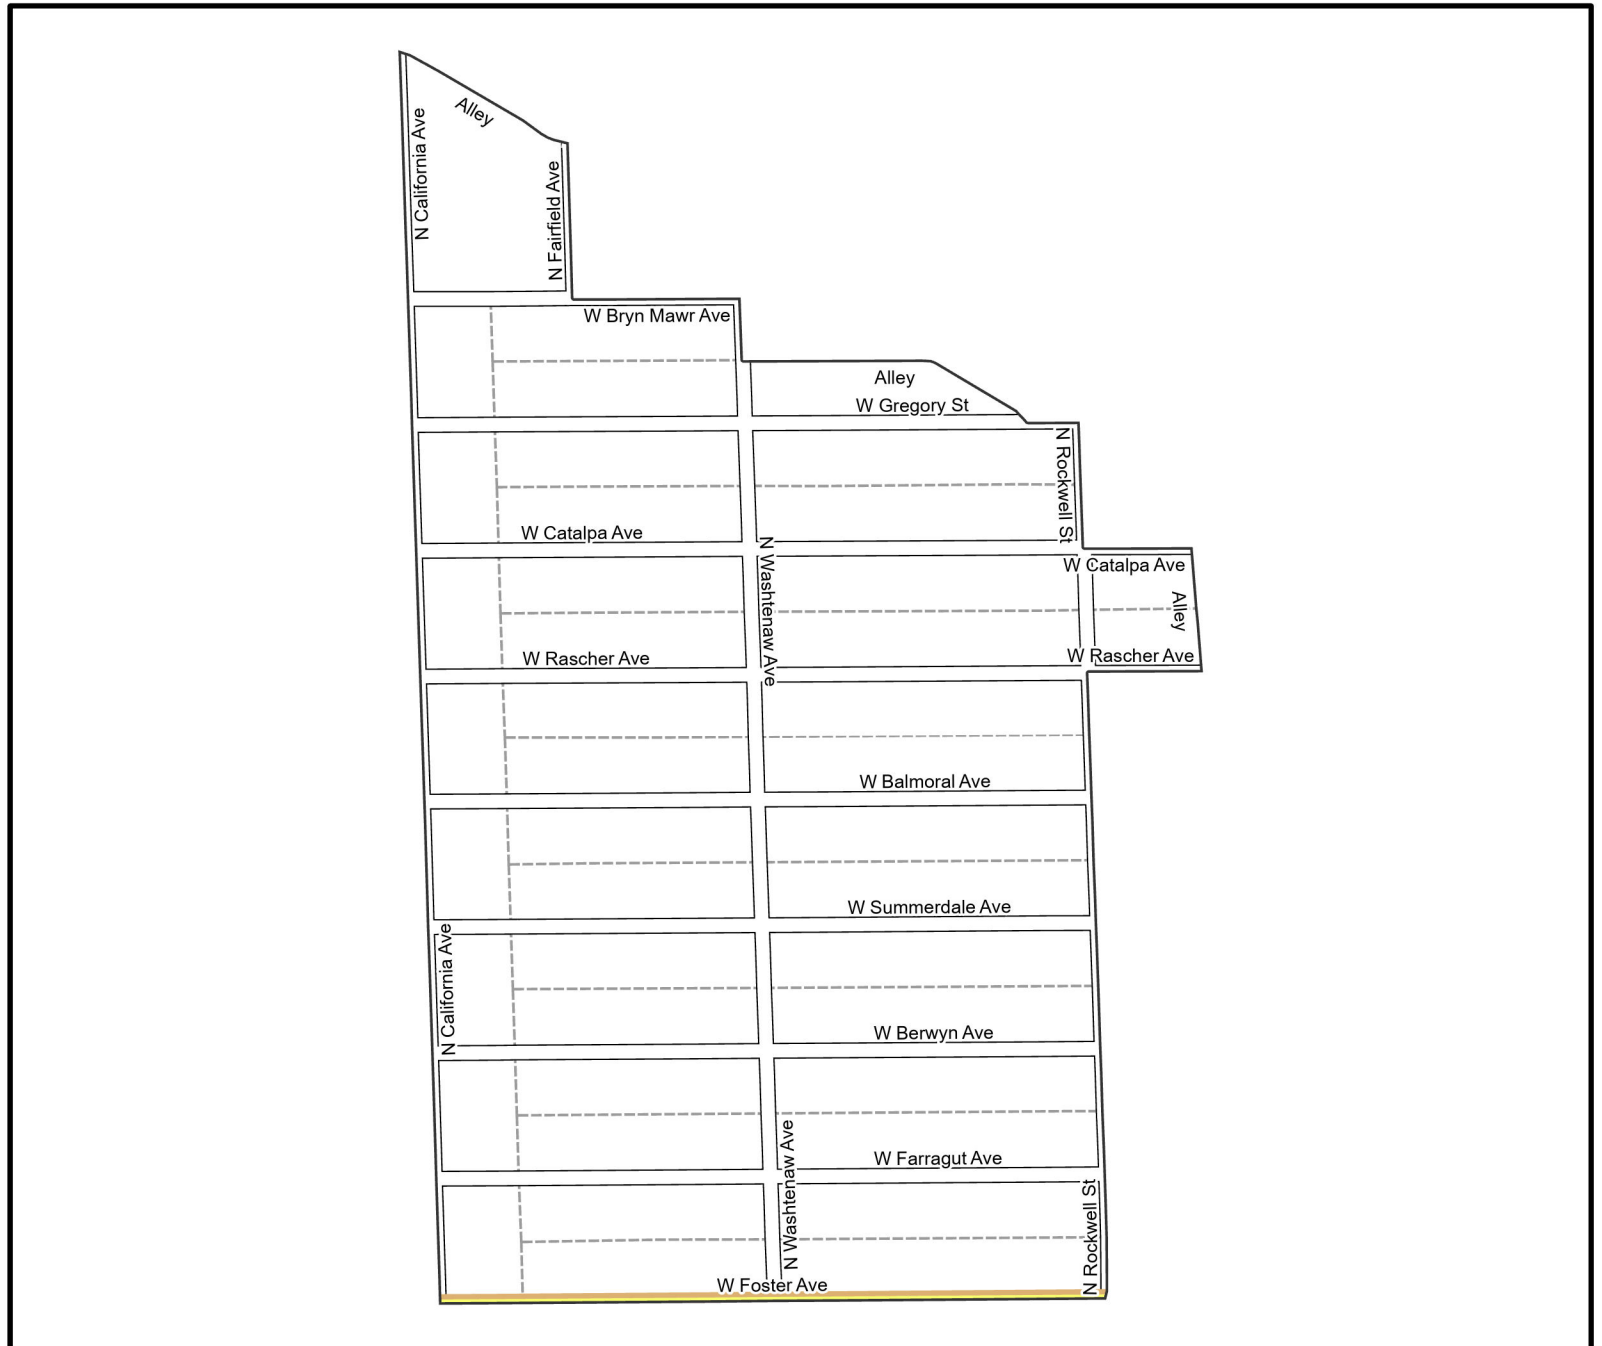 Alley
N California Ave
N Fairfield Ave
W Bryn Mawr Ave
Alley
W Gregory St
N Rockwell St
W Catalpa Ave
N Washtenaw Ave
W Catalpa Ave
Alley
W Rascher Ave
W Rascher Ave
W Balmoral Ave
W Summerdale Ave
N California Ave
W Berwyn Ave
W Farragut Ave
N Washtenaw Ave
N Rockwell St
W Foster Ave